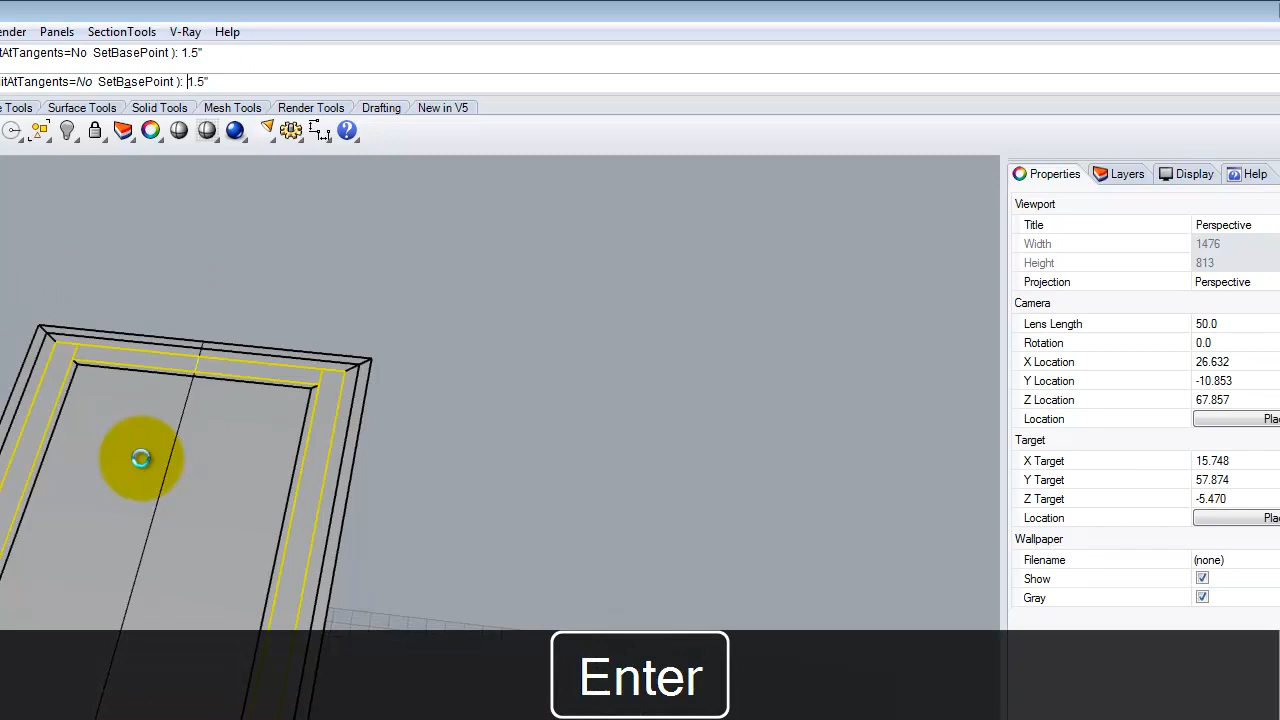 ender Panels SectionTools V-Ray Help
itAtTangents=No SetBasePoint ): 1.5"
itAtTangents=No SetBasePoint ): 1.5"
e Tools Surface Tools Solid Tools Mesh Tools Render Tools Drafting New in V5
Properties Layers Display Help
Viewport
Title Perspective
Width 1476
Height 813
Projection Perspective
Camera
Lens Length 50.0
Rotation 0.0
X Location 26.632
Y Location -10.853
Z Location 67.857
Location Pla
Target
X Target 15.748
Y Target 57.874
Z Target -5.470
Location Pla
Wallpaper
Filename (none)
Show
Gray
Enter